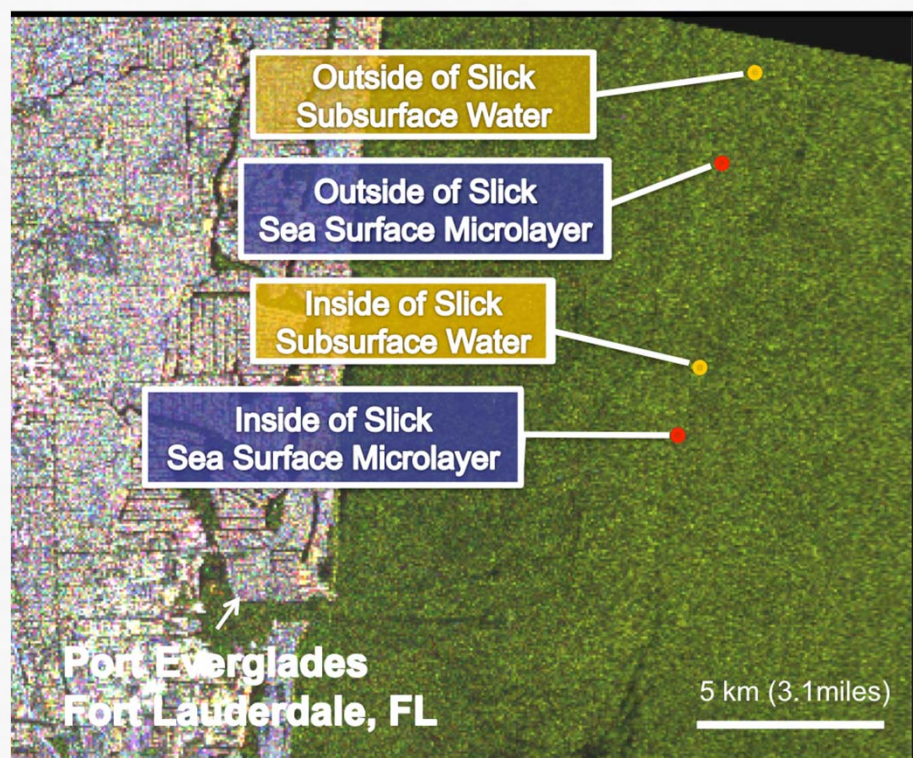 Outside of Slick
Subsurface Water
Outside of Slick
Sea Surface Microlayer
Inside of Slick
Subsurface Water
Inside of Slick
Sea Surface Microlayer
Port Everglades
Fort Lauderdale, FL
5 km (3.1miles)